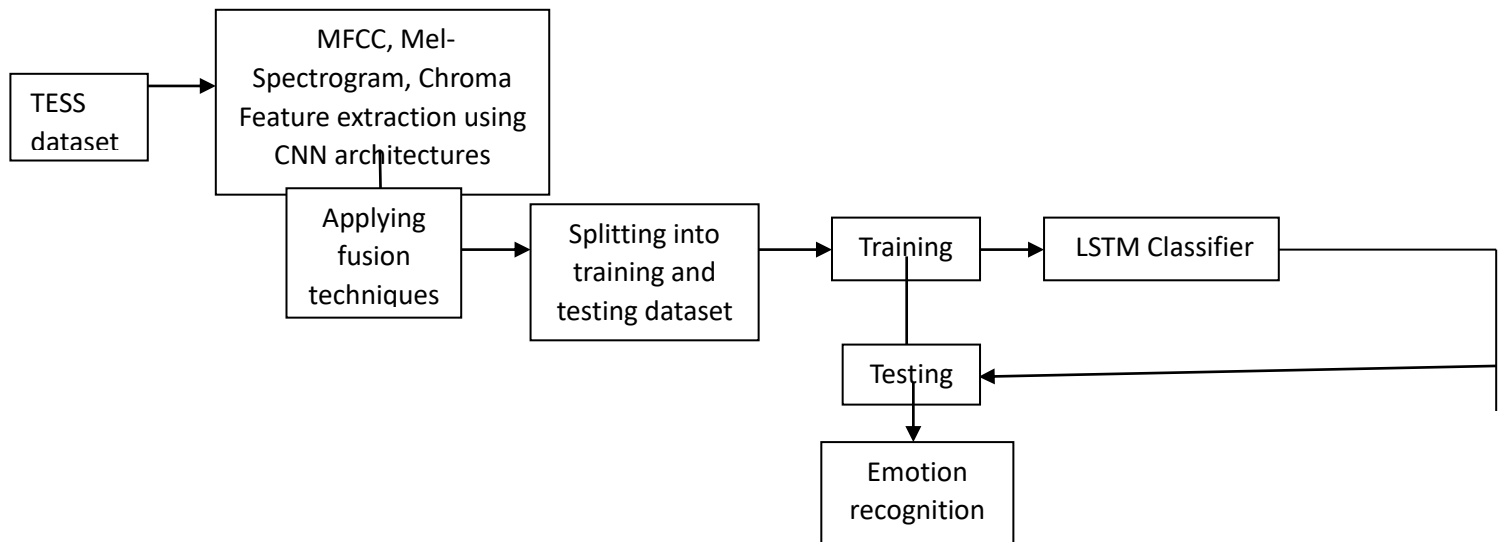 TESS
dataset
MFCC, Mel-
Spectrogram, Chroma
Feature extraction using
CNN architectures
Applying
fusion
techniques
Splitting into
training and
testing dataset
Training
LSTM Classifier
Testing
Emotion
recognition